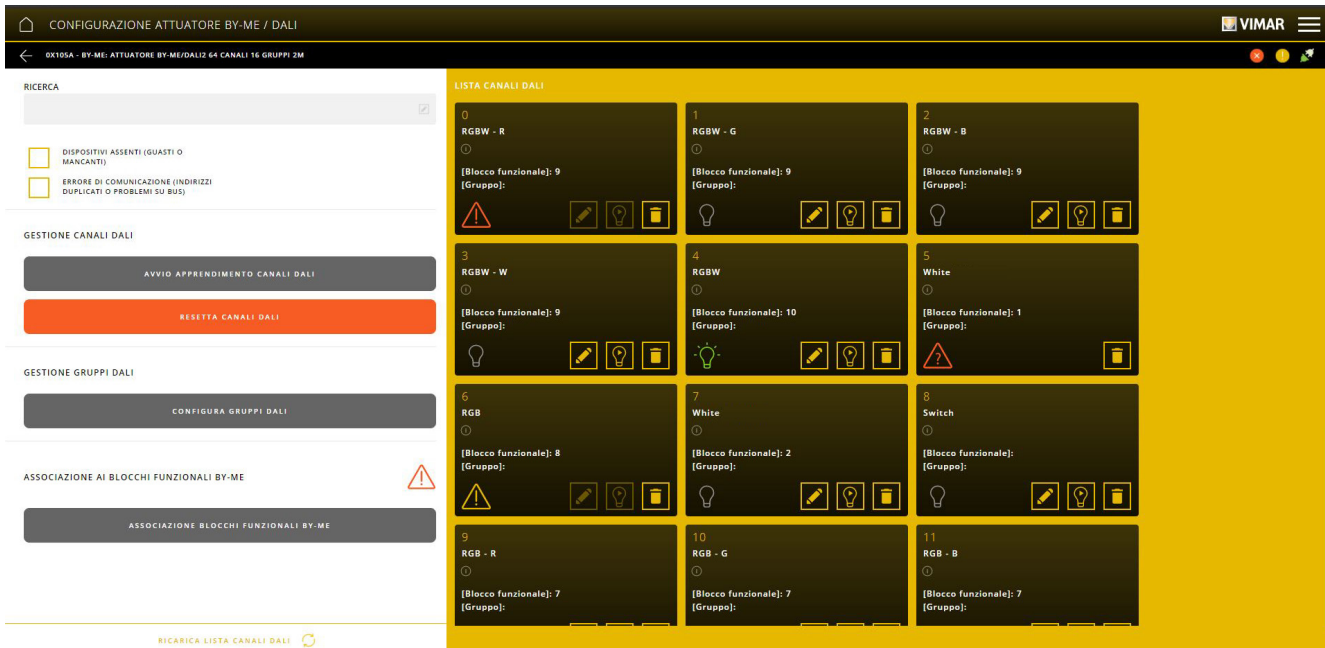 CONFIGURAZIONE ATTUATORE BY-ME / DALI
VIMAR
0X105A - BY-ME: ATTUATORE BY-ME/DALI2 64 CANALI 16 GRUPPI 2M
RICERCA
DISPOSITIVI ASSENTI (GUASTI O
MANCANTI)
ERRORE DI COMUNICAZIONE (INDIRIZZI
DUPLICATI O PROBLEMI SU BUS)
GESTIONE CANALI DALI
AVVIO APPRENDIMENTO CANALI DALI
RESETTA CANALI DALI
GESTIONE GRUPPI DALI
CONFIGURA GRUPPI DALI
ASSOCIAZIONE AI BLOCCHI FUNZIONALI BY-ME
ASSOCIAZIONE BLOCCHI FUNZIONALI BY-ME
RICARICA LISTA CANALI DALI
LISTA CANALI DALI
0
RGBW - R
[Blocco funzionale]: 9
[Gruppo]:
1
RGBW - G
[Blocco funzionale]: 9
[Gruppo]:
2
RGBW - B
[Blocco funzionale]: 9
[Gruppo]:
3
RGBW - W
[Blocco funzionale]: 9
[Gruppo]:
4
RGBW
[Blocco funzionale]: 10
[Gruppo]:
5
White
[Blocco funzionale]: 1
[Gruppo]:
6
RGB
[Blocco funzionale]: 8
[Gruppo]:
7
White
[Blocco funzionale]: 2
[Gruppo]:
8
Switch
[Blocco funzionale]:
[Gruppo]:
9
RGB - R
[Blocco funzionale]: 7
[Gruppo]:
10
RGB - G
[Blocco funzionale]: 7
[Gruppo]:
11
RGB - B
[Blocco funzionale]: 7
[Gruppo]: